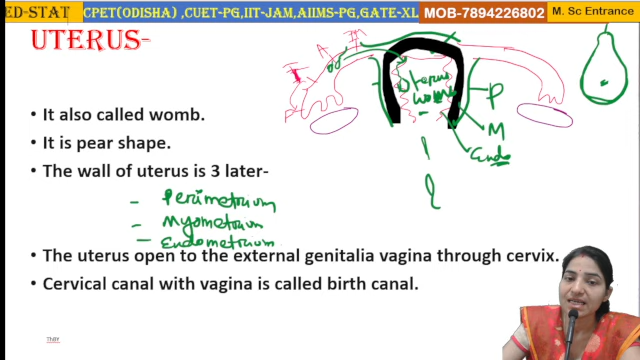 ED-STAT CPET(ODISHA) ,CUET-PG,IIT-JAM,AIIMS-PG,GATE-XL MOB-7894226802 M. Sc Entrance
UTERUS-
I A
Uterus
womb
P
M
Endo
• It also called womb.
• It is pear shape.
• The wall of uterus is 3 later-
- Perimetrium
- Myometrium
- Endometrium
• The uterus open to the external genitalia vagina through cervix.
• Cervical canal with vagina is called birth canal.